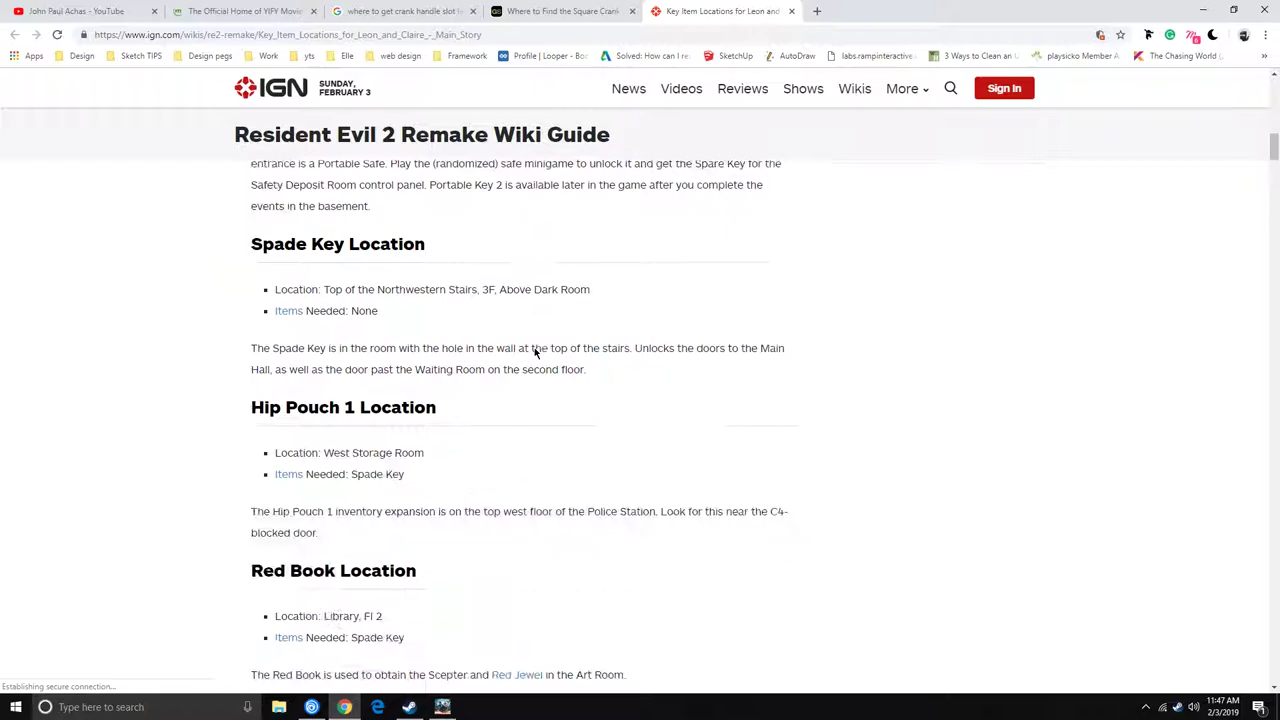 John Paul Achas - YouTube
The Official Home of YIFY Movie
where to get crank handle slot
Where to Find the Square Crank
Key Item Locations for Leon and
https://www.ign.com/wikis/re2-remake/Key_Item_Locations_for_Leon_and_Claire_-_Main_Story
Apps Design Sketch TIPS Design pegs yts Elle web design Framework Profile | Looper - Boo Solved: How can I re SketchUp AutoDraw labs.rampinteractive 3 Ways to Clean an U playsicko on Dribbble The Chasing World
IGN
SUNDAY,
FEBRUARY 3
News Videos Reviews Shows Wikis More
Sign In
Resident Evil 2 Remake Wiki Guide
entrance is a Portable Safe. Play the (randomized) safe minigame to unlock it and get the Spare Key for the
Safety Deposit Room control panel. Portable Key 2 is available later in the game after you complete the
events in the basement.
Spade Key Location
Location: Top of the Northwestern Stairs, 3F, Above Dark Room
Items Needed: None
The Spade Key is in the room with the hole in the wall at the top of the stairs. Unlocks the doors to the Main
Hall, as well as the door past the Waiting Room on the second floor.
Hip Pouch 1 Location
Location: West Storage Room
Items Needed: Spade Key
The Hip Pouch 1 inventory expansion is on the top west floor of the Police Station. Look for this near the C4-
blocked door.
Red Book Location
Location: Library, Fl 2
Items Needed: Spade Key
The Red Book is used to obtain the Scepter and Red Jewel in the Art Room.
Establishing secure connection...
Type here to search
11:47 AM
2/3/2019